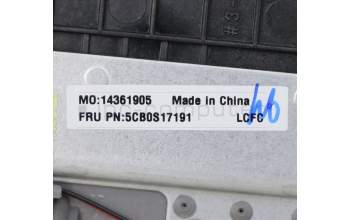 MO:14361905 Made in China
FRU PN:5CB0S17191 LCFC